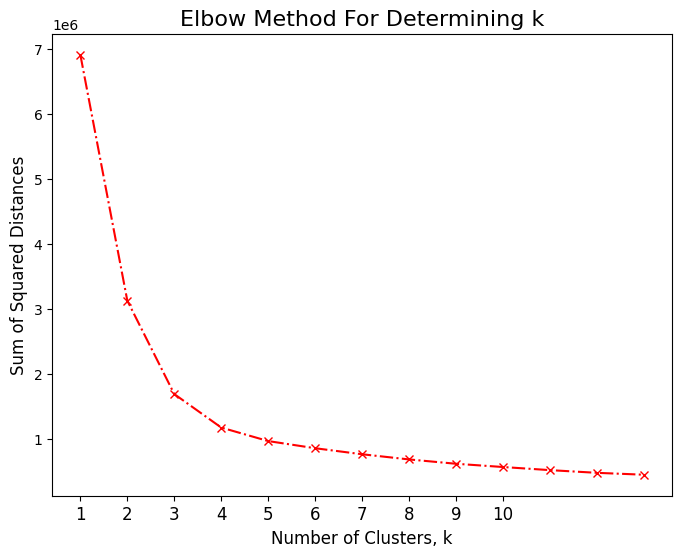 Elbow Method For Determining k
1e6
7
6
5
4
3
2
1
Sum of Squared Distances
1 2 3 4 5 6 7 8 9 10
Number of Clusters, k